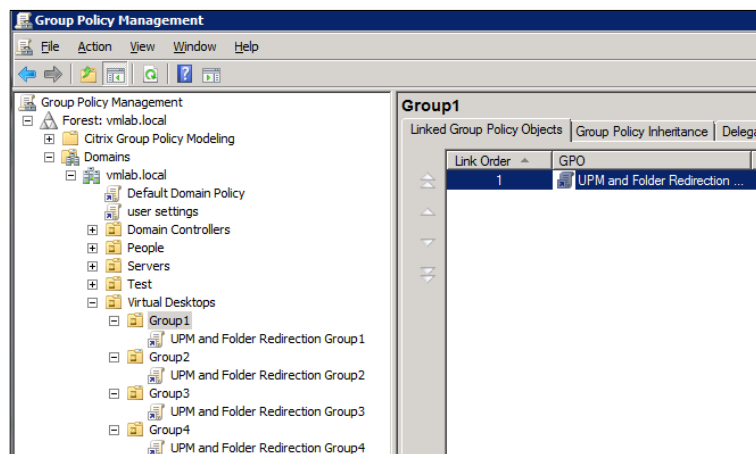 Group Policy Management
File Action View Window Help
Group Policy Management
Forest: vmlab.local
Citrix Group Policy Modeling
Domains
vmlab.local
Default Domain Policy
user settings
Domain Controllers
People
Servers
Test
Virtual Desktops
Group1
UPM and Folder Redirection Group1
Group2
UPM and Folder Redirection Group2
Group3
UPM and Folder Redirection Group3
Group4
UPM and Folder Redirection Group4
Group1
Linked Group Policy Objects Group Policy Inheritance Delega
Link Order GPO
1 UPM and Folder Redirection ...